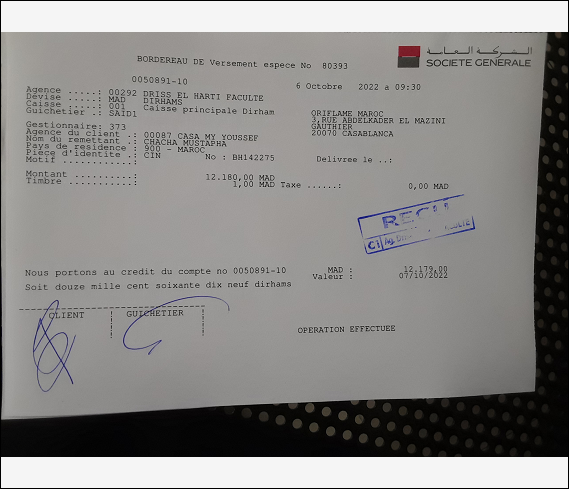 BORDEREAU DE Versement espece No 80393
الشركة العامة
SOCIETE GENERALE
0050891-10
6 Octobre 2022 a 09:30
Agence .....: 00292 DRISS EL HARTI FACULTE
Devise .....: MAD DIRHAMS
Caisse .....: 001 Caisse principale Dirham
Guichetier .: SAID1
ORIFLAME MAROC
3,RUE ABDELKADER EL MAZINI
GAUTHIER
20070 CASABLANCA
Gestionnaire: 373
Agence du client .: 00087 CASA MY YOUSSEF
Nom du remettant .: CHACHA MUSTAPHA
Pays de residence : 900 - MAROC
Pièce d'identite .: CIN No : BH142275 Delivree le ..:
Motif ............:
Montant ..........: 12.180,00 MAD
Timbre ...........: 1,00 MAD Taxe ......: 0,00 MAD
RECU
Nous portons au credit du compte no 0050891-10 MAD : 12.179,00
Valeur : 07/10/2022
Soit douze mille cent soixante dix neuf dirhams
CLIENT GUICHETIER
OPERATION EFFECTUEE